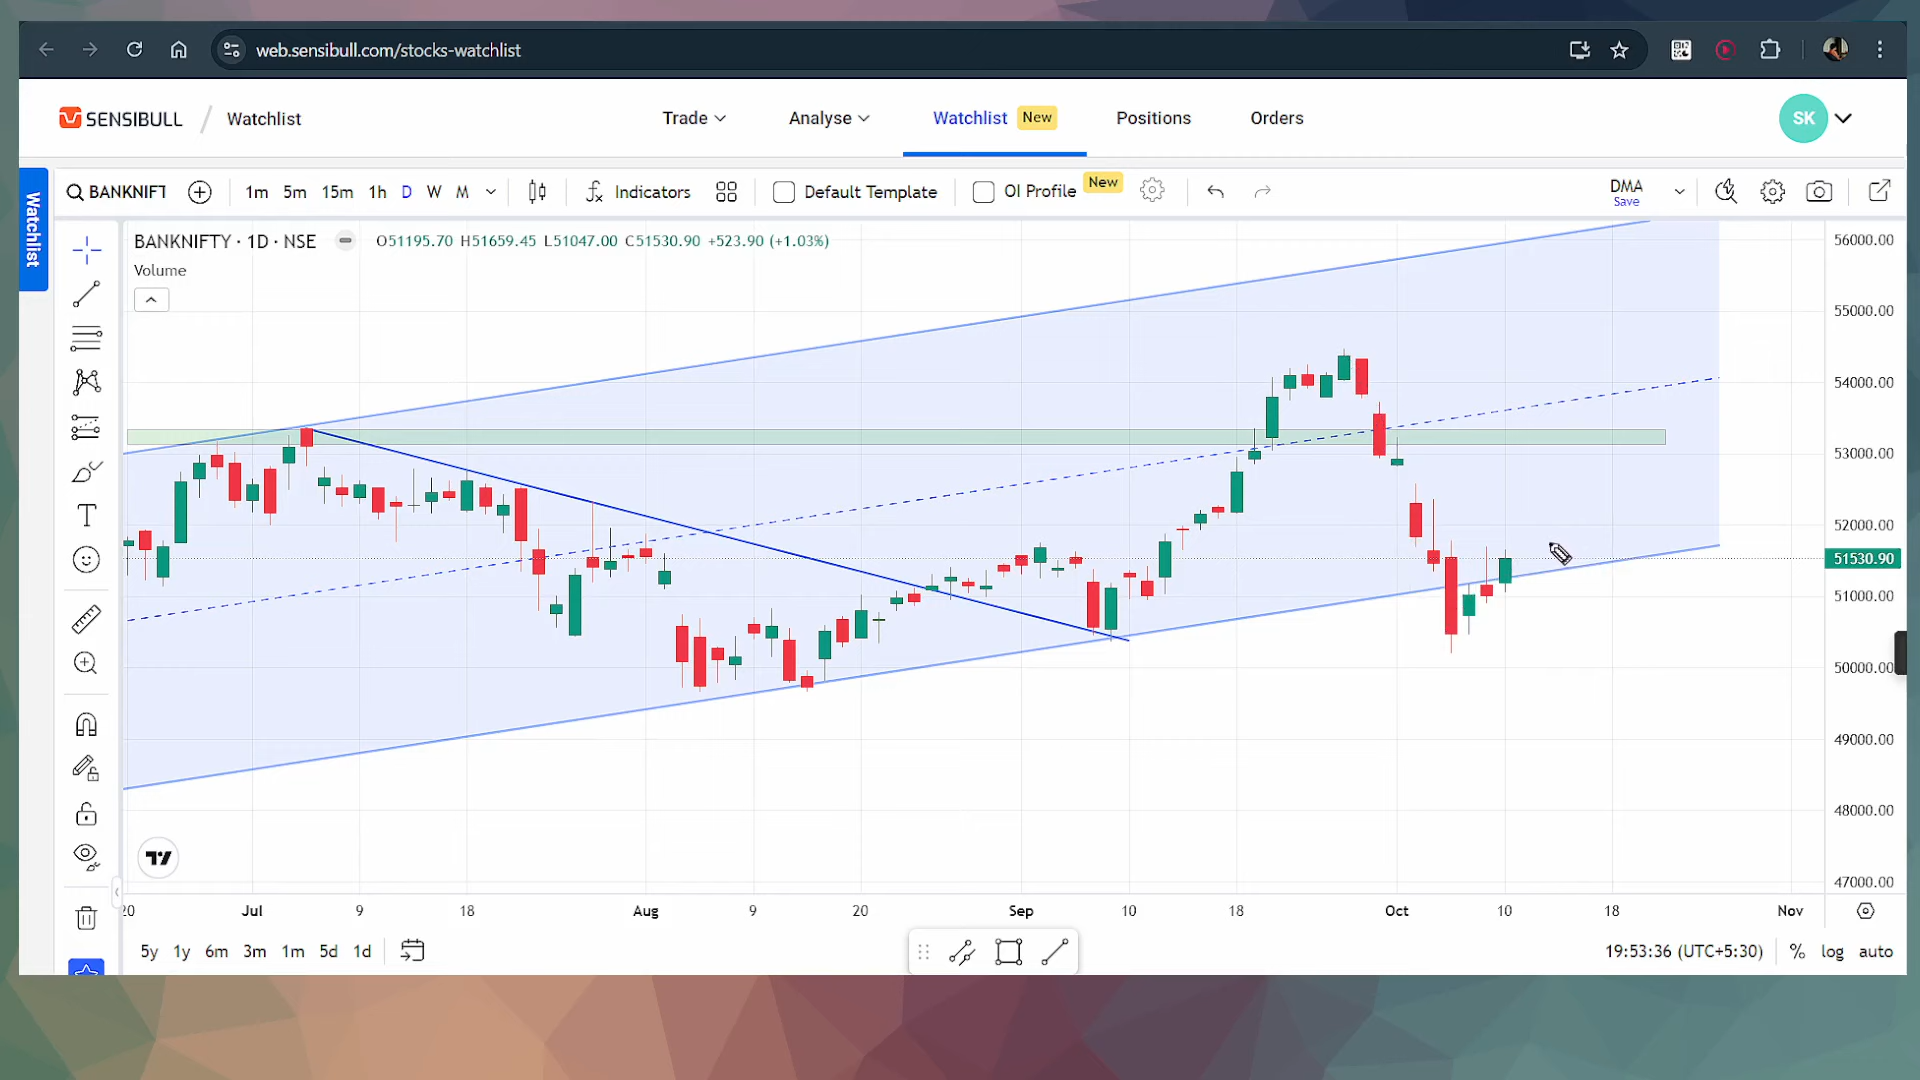 web.sensibull.com/stocks-watchlist
SENSIBULL / Watchlist
Trade
Analyse
Watchlist New
Positions
Orders
SK
Watchlist
BANKNIFT
1m 5m 15m 1h D W M
Indicators
Default Template
OI Profile New
DMA
Save
BANKNIFTY · 1D · NSE O51195.70 H51659.45 L51047.00 C51530.90 +523.90 (+1.03%)
Volume
56000.00
55000.00
54000.00
53000.00
52000.00
51530.90
51000.00
50000.00
49000.00
48000.00
47000.00
20 Jul 9 18 Aug 9 20 Sep 10 18 Oct 10 18 Nov
5y 1y 6m 3m 1m 5d 1d
19:53:36 (UTC+5:30) % log auto